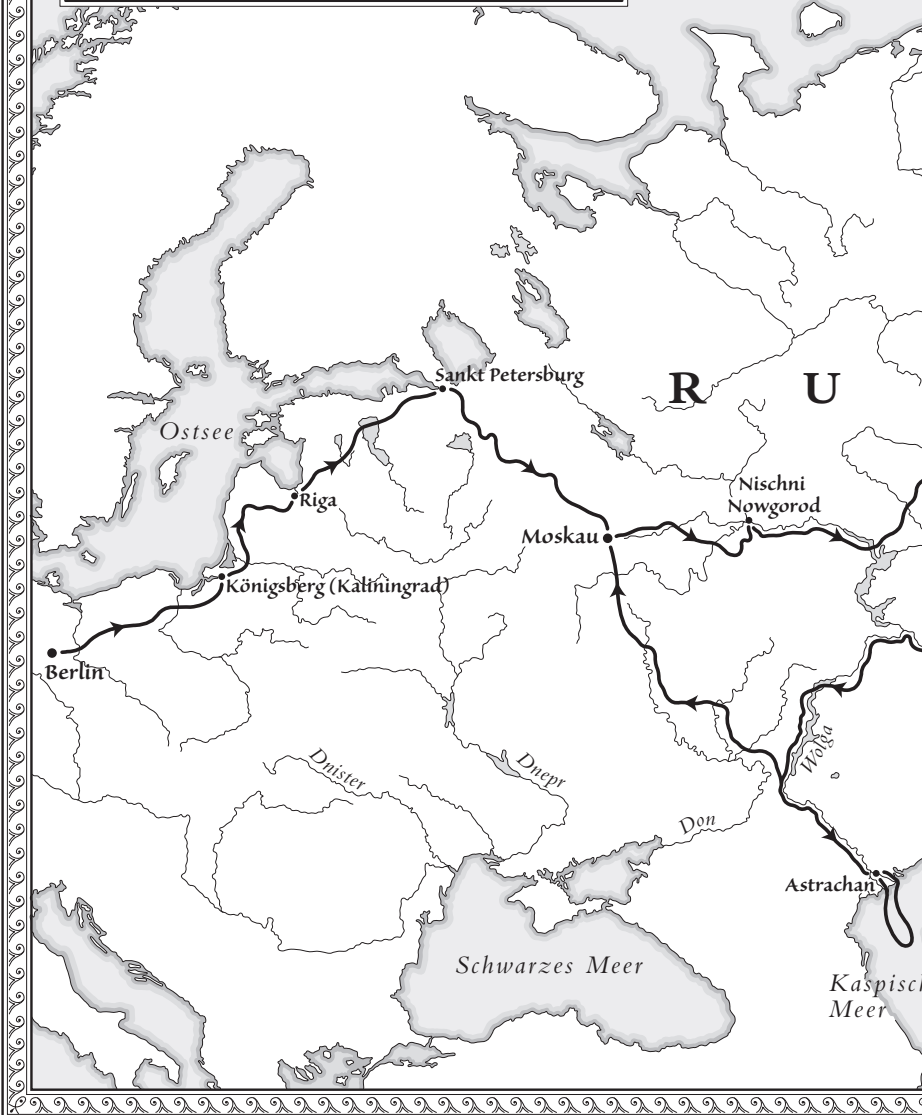 Sankt Petersburg
R U
Ostsee
Nischni
Nowgorod
Riga
Moskau
Königsberg (Kaliningrad)
Berlin
Wolga
Dnister
Dnepr
Don
Astrachan
Schwarzes Meer
Kaspisch
Meer